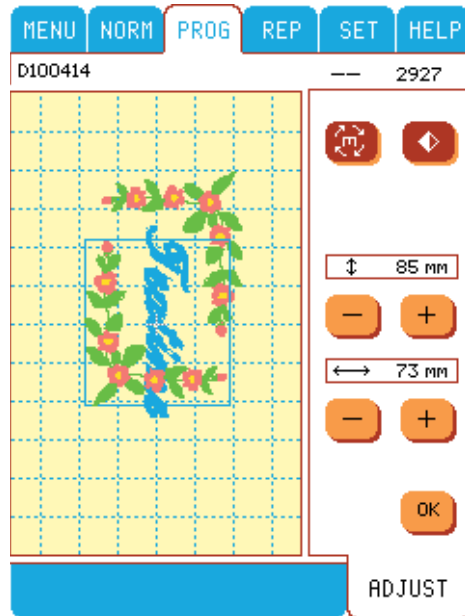 MENU NORM PROG REP SET HELP
D100414 -- 2927
E
85 MM
73 MM
OK
ADJUST